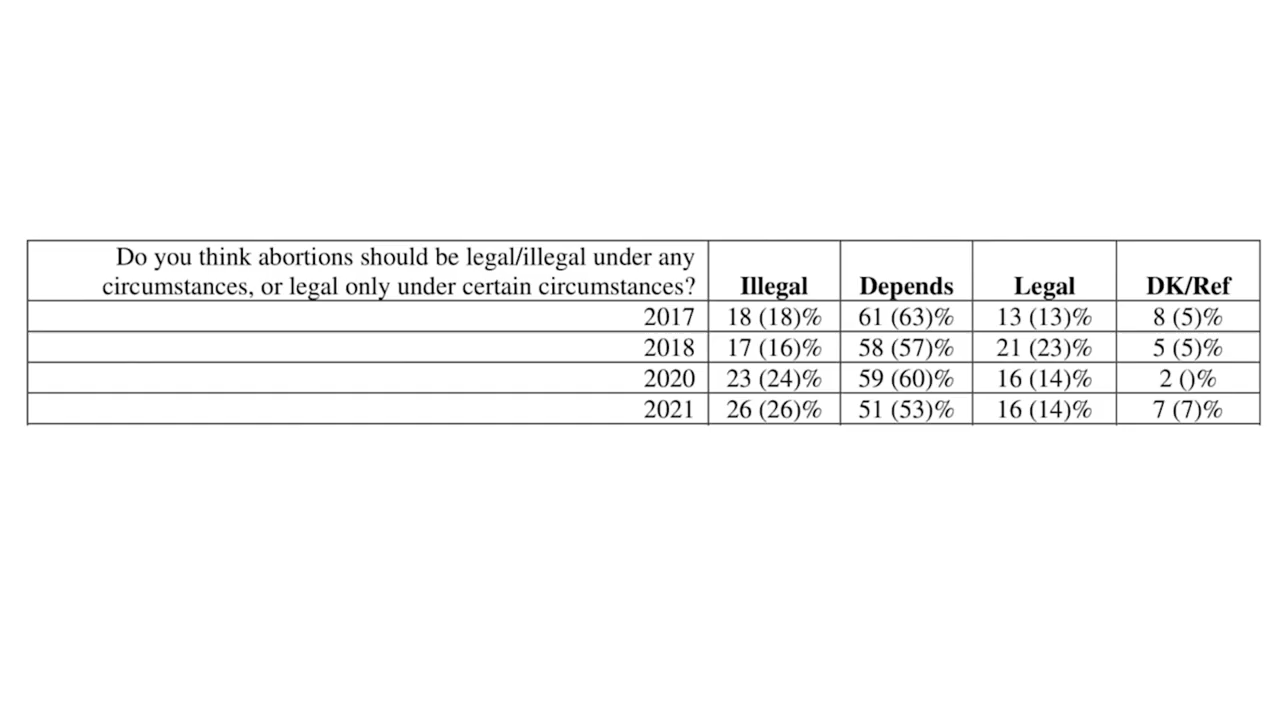 Do you think abortions should be legal/illegal under any
circumstances, or legal only under certain circumstances? Illegal Depends Legal DK/Ref
2017 18 (18)% 61 (63)% 13 (13)% 8 (5)%
2018 17 (16)% 58 (57)% 21 (23)% 5 (5)%
2020 23 (24)% 59 (60)% 16 (14)% 2 ()%
2021 26 (26)% 51 (53)% 16 (14)% 7 (7)%